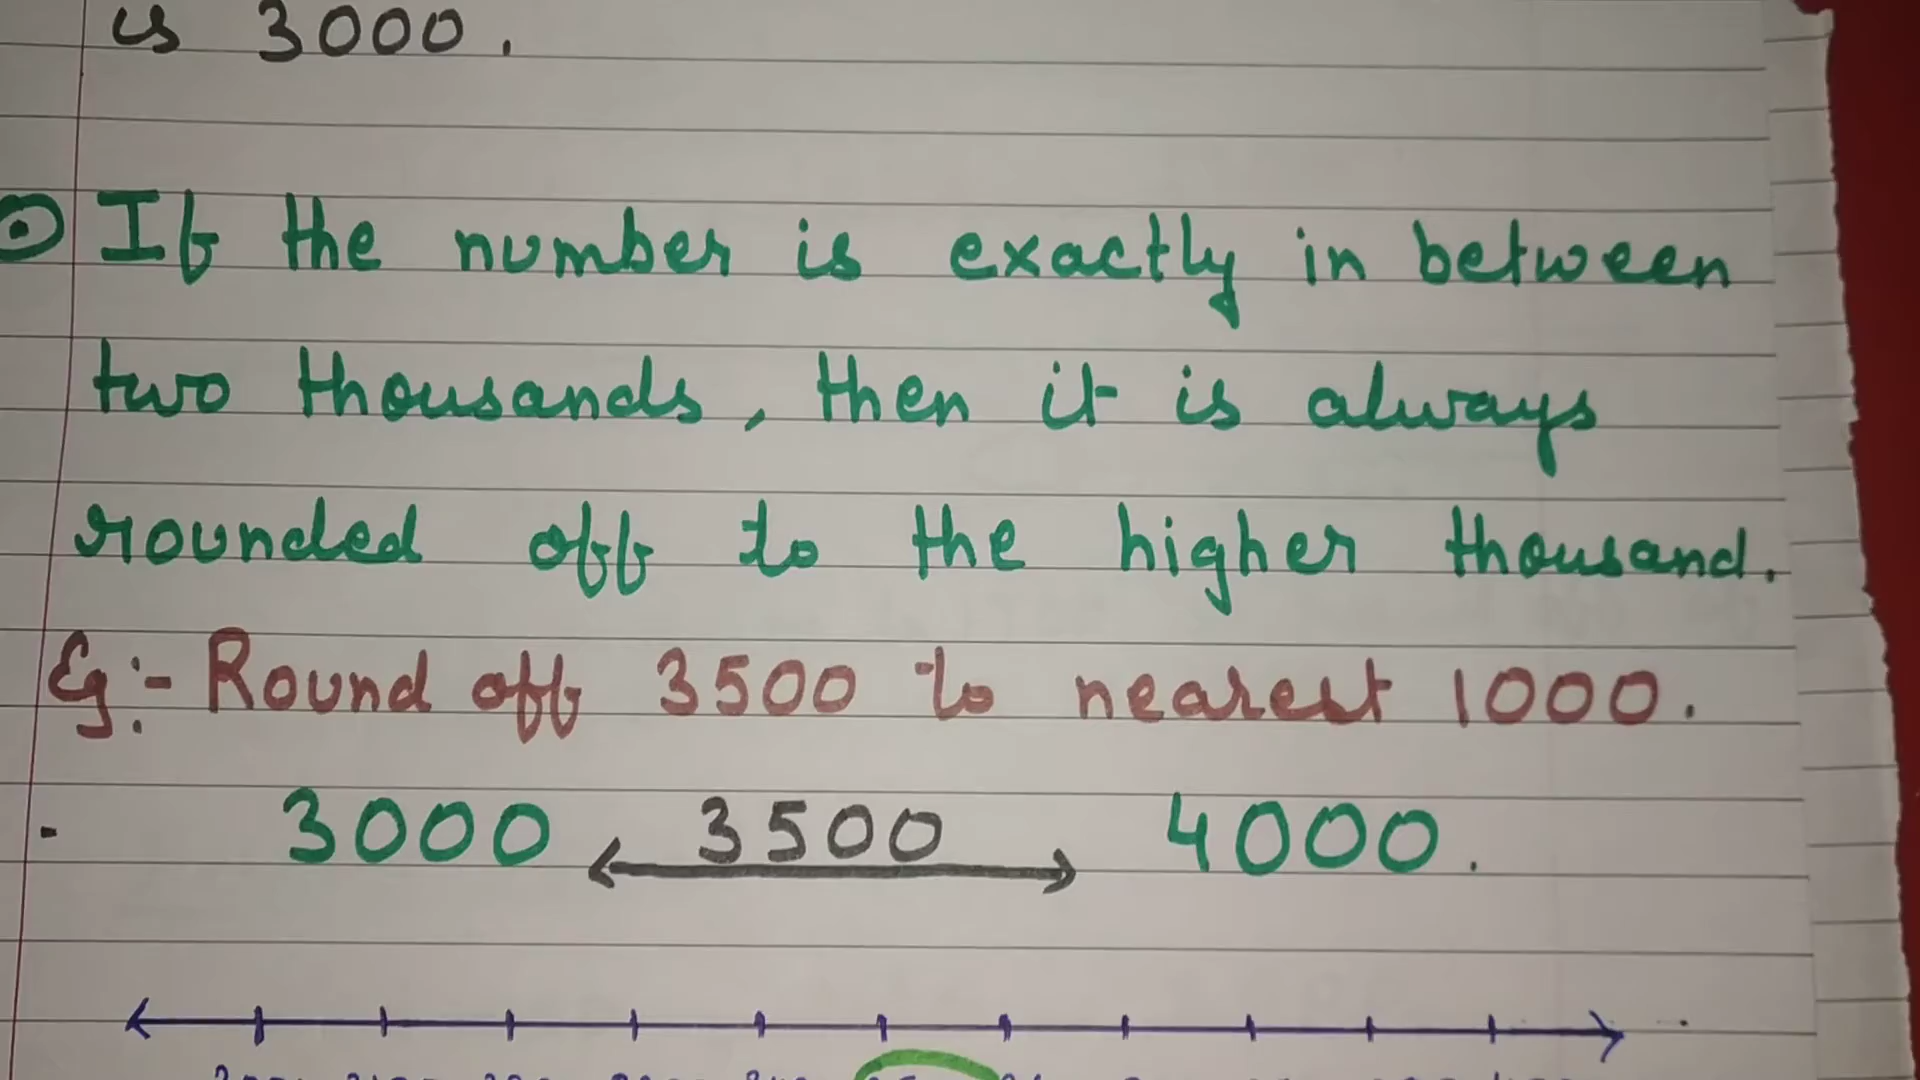 is 3000.
If the number is exactly in between
two thousands, then it is always
rounded off to the higher thousand.
Eg:- Round off 3500 to nearest 1000.
3000 3500 4000.